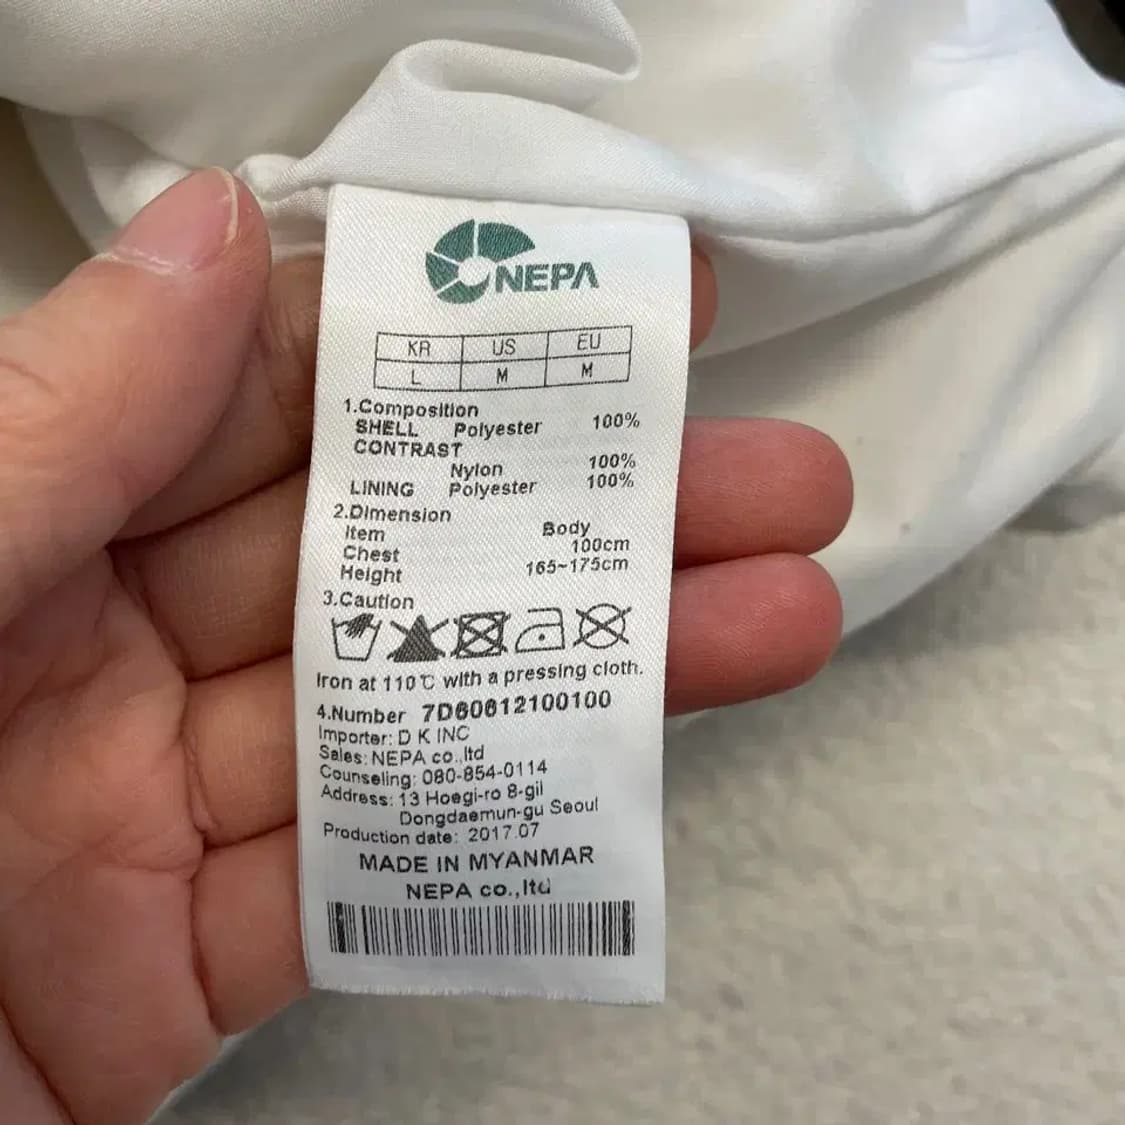 NEPA
KR US EU
L M M
1.Composition
SHELL Polyester 100%
CONTRAST
Nylon 100%
LINING Polyester 100%
2.Dimension
Item Body
Chest 100cm
Height 165~175cm
3.Caution
Iron at 110℃ with a pressing cloth.
4.Number 7D60612100100
Importer: D K INC
Sales: NEPA co.,ltd
Counseling: 080-854-0114
Address: 13 Hoegi-ro 8-gil
Dongdaemun-gu Seoul
Production date: 2017.07
MADE IN MYANMAR
NEPA co.,ltd